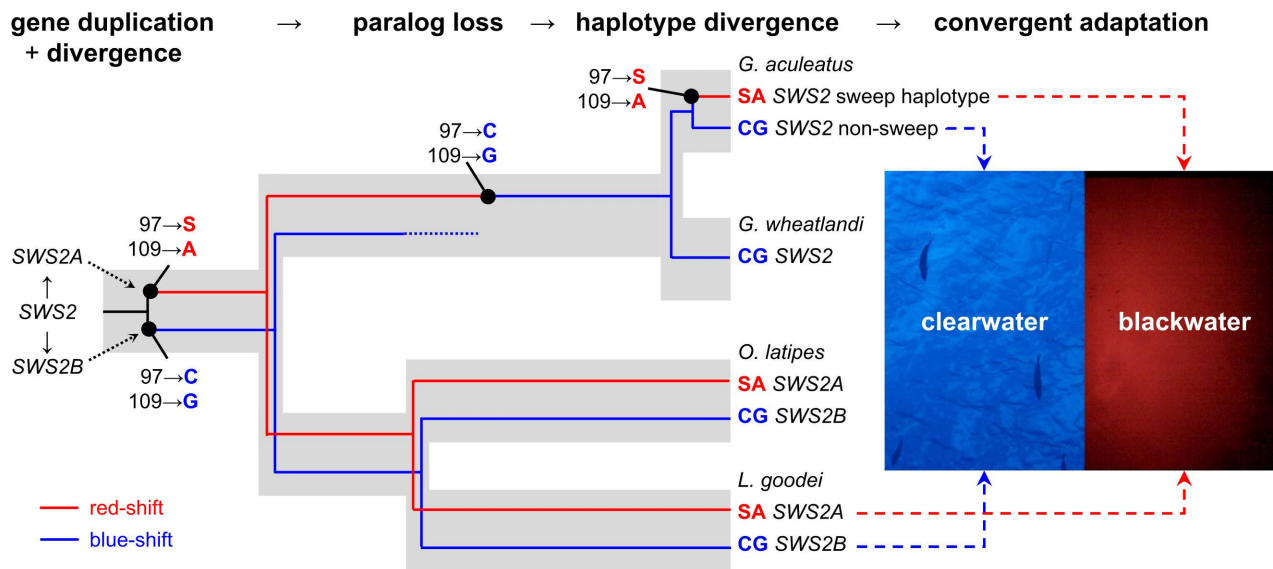 gene duplication + divergence → paralog loss → haplotype divergence → convergent adaptation
G. aculeatus
97→S
109→A
SA SWS2 sweep haplotype
CG SWS2 non-sweep
97→C
109→G
G. wheatlandi
CG SWS2
97→S
109→A
SWS2A
↑
SWS2
↓
SWS2B
97→C
109→G
clearwater
blackwater
O. latipes
SA SWS2A
CG SWS2B
L. goodei
SA SWS2A
CG SWS2B
red-shift
blue-shift